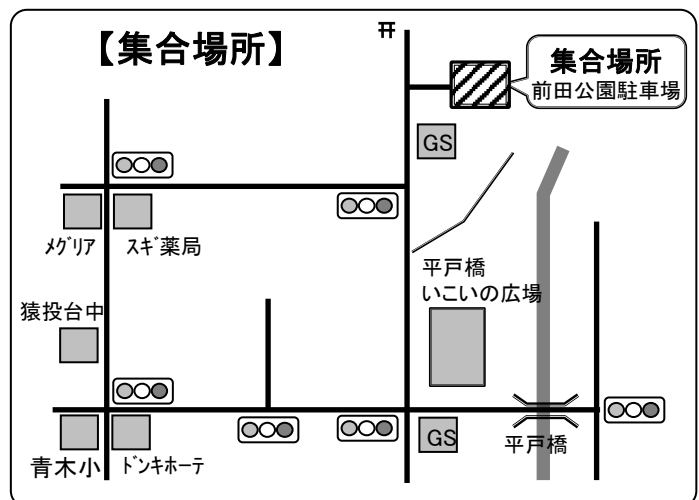 【集合場所】
集合場所
前田公園駐車場
GS
メグリア
スギ薬局
平戸橋
いこいの広場
猿投台中
GS
平戸橋
青木小
ドンキホーテ